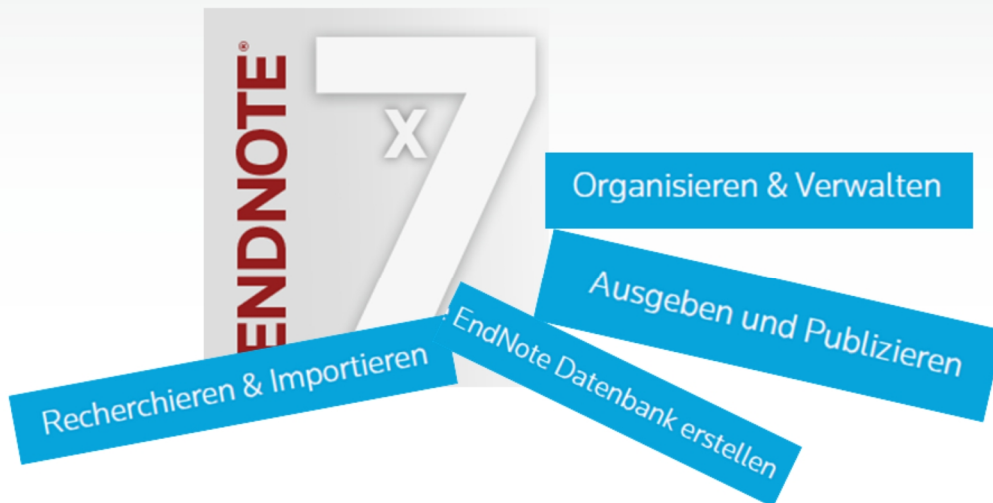 ENDNOTE®
X7
Organisieren & Verwalten
Ausgeben und Publizieren
: EndNote Datenbank erstellen
Recherchieren & Importieren